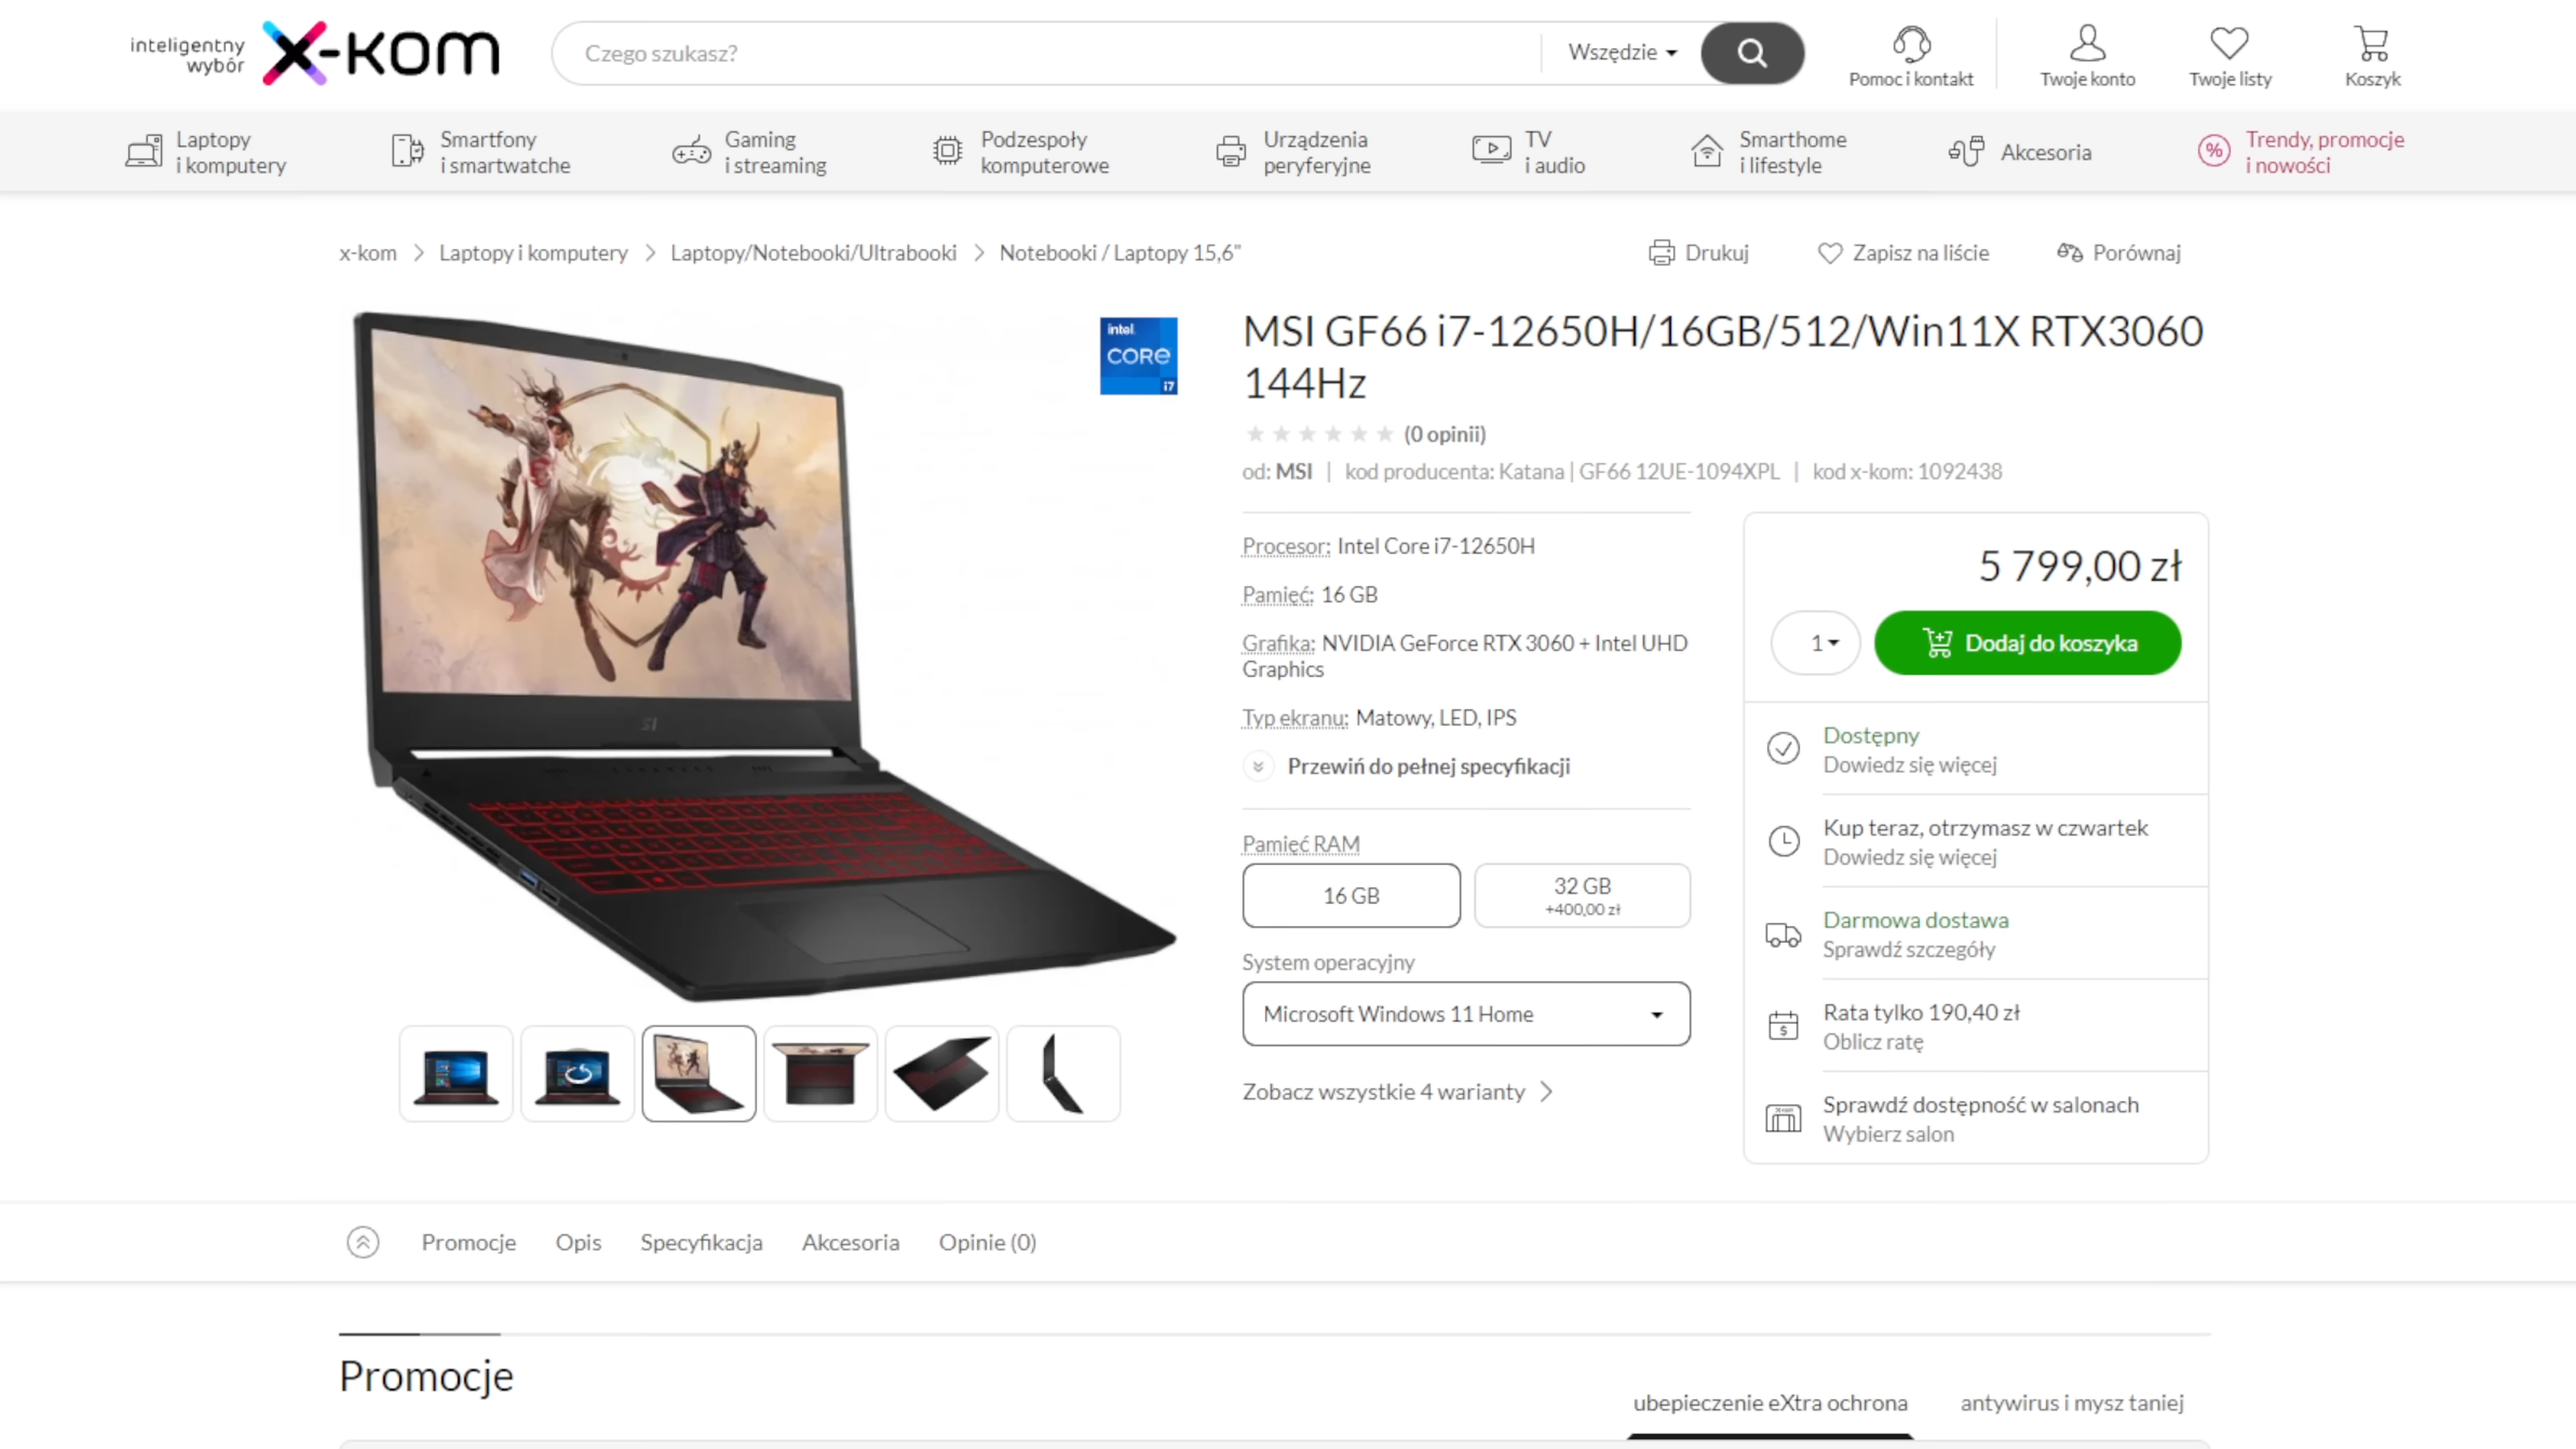 inteligentny
wybór
x-kom
Czego szukasz?
Wszędzie
Pomoc i kontakt
Twoje konto
Twoje listy
Koszyk
Laptopy
i komputery
Smartfony
i smartwatche
Gaming
i streaming
Podzespoły
komputerowe
Urządzenia
peryferyjne
TV
i audio
Smarthome
i lifestyle
Akcesoria
%
Trendy, promocje
i nowości
x-kom > Laptopy i komputery > Laptopy/Notebooki/Ultrabooki > Notebooki / Laptopy 15,6"
Drukuj
Zapisz na liście
Porównaj
intel
CORE
i7
MSI GF66 i7-12650H/16GB/512/Win11X RTX3060
144Hz
(0 opinii)
od: MSI | kod producenta: Katana | GF66 12UE-1094XPL | kod x-kom: 1092438
Procesor: Intel Core i7-12650H
Pamięć: 16 GB
Grafika: NVIDIA GeForce RTX 3060 + Intel UHD
Graphics
Typ ekranu: Matowy, LED, IPS
Przewiń do pełnej specyfikacji
Pamięć RAM
16 GB
32 GB
+400,00 zł
System operacyjny
Microsoft Windows 11 Home
Zobacz wszystkie 4 warianty
5 799,00 zł
1
Dodaj do koszyka
Dostępny
Dowiedz się więcej
Kup teraz, otrzymasz w czwartek
Dowiedz się więcej
Darmowa dostawa
Sprawdź szczegóły
Rata tylko 190,40 zł
Oblicz ratę
Sprawdź dostępność w salonach
Wybierz salon
Promocje
Opis
Specyfikacja
Akcesoria
Opinie (0)
Promocje
ubepieczenie eXtra ochrona
antywirus i mysz taniej